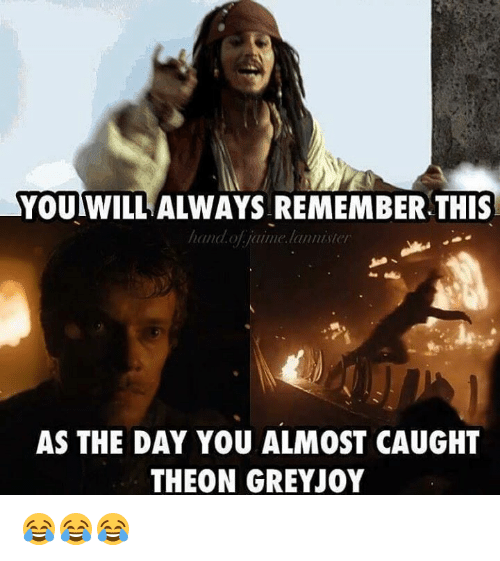 YOU WILL ALWAYS REMEMBER THIS
hand.of.jaime.lannister
AS THE DAY YOU ALMOST CAUGHT
THEON GREYJOY
😂😂😂